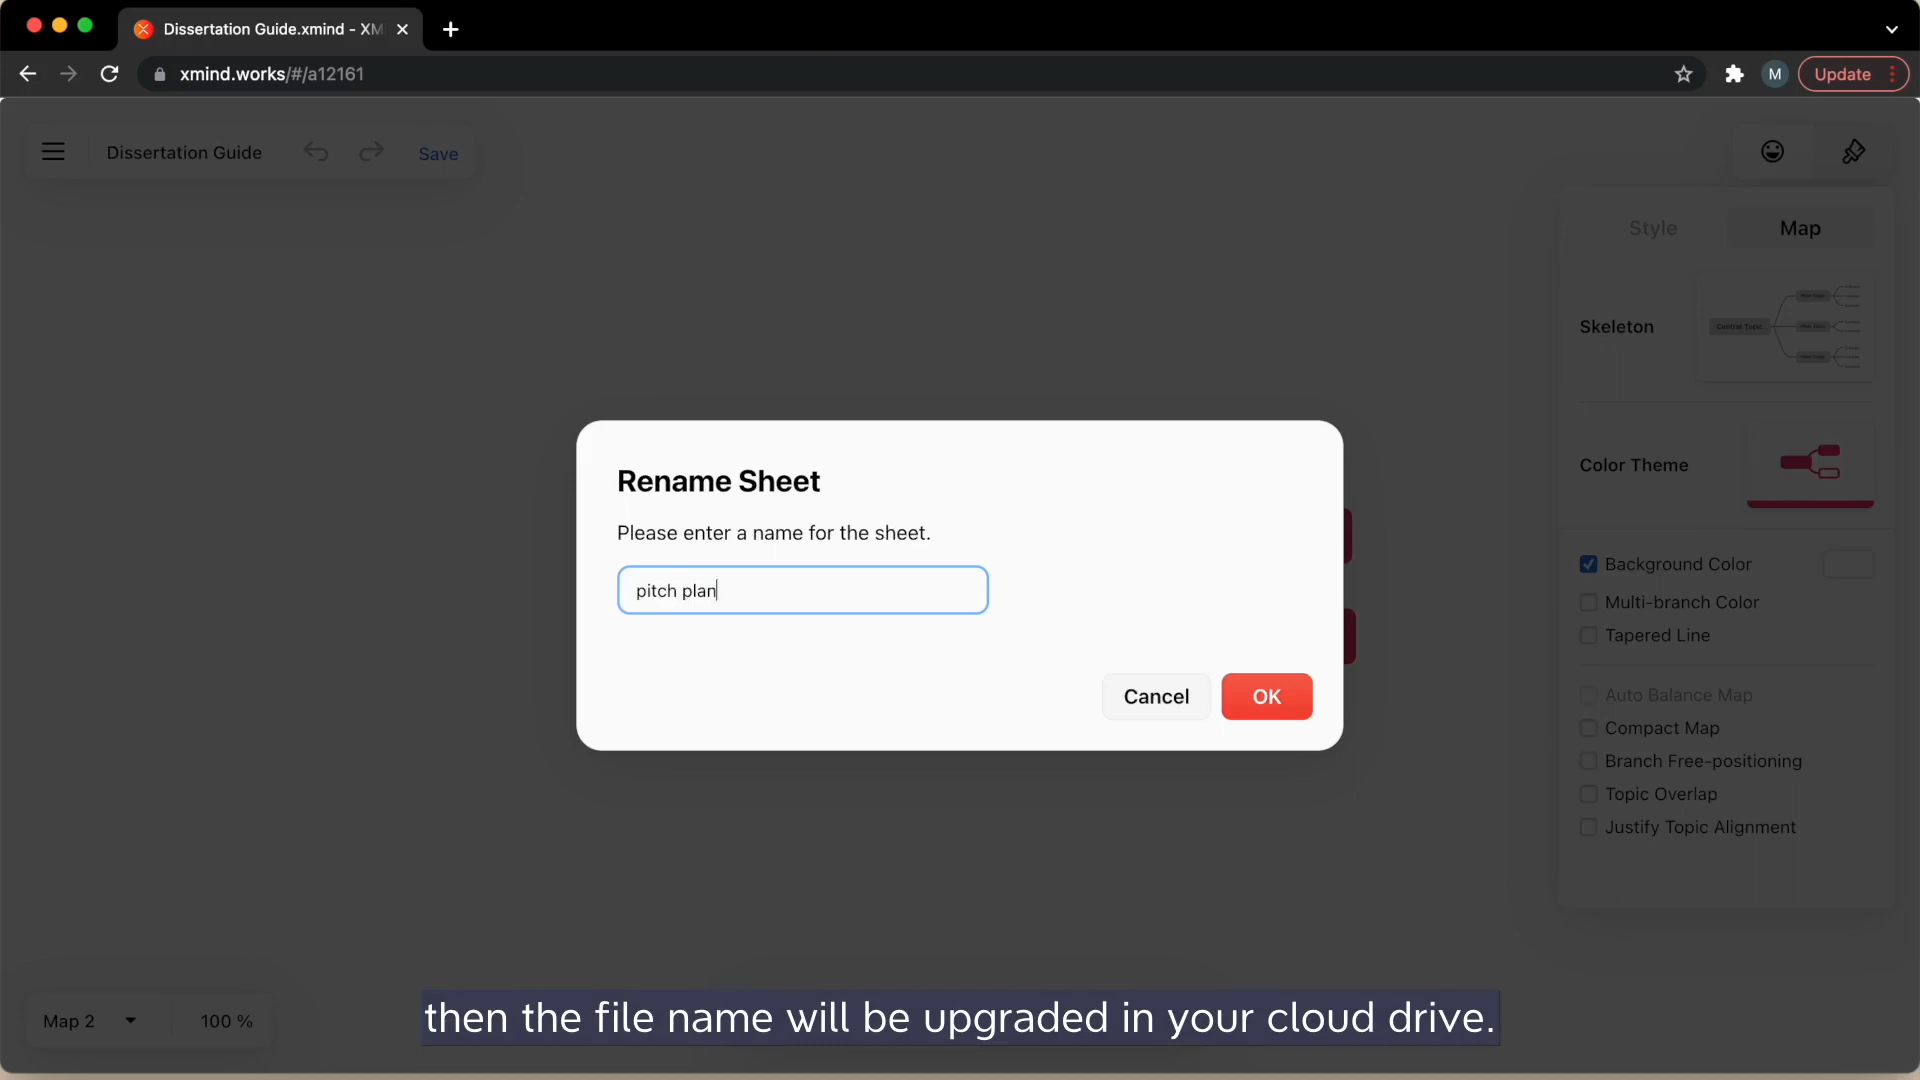 Dissertation Guide.xmind - XM
xmind.works/#/a12161
M
Update
Dissertation Guide
Save
Style
Map
Skeleton
Central Topic
Color Theme
Rename Sheet
Please enter a name for the sheet.
pitch plan
Cancel
OK
Background Color
Multi-branch Color
Tapered Line
Auto Balance Map
Compact Map
Branch Free-positioning
Topic Overlap
Justify Topic Alignment
Map 2
100 %
then the file name will be upgraded in your cloud drive.